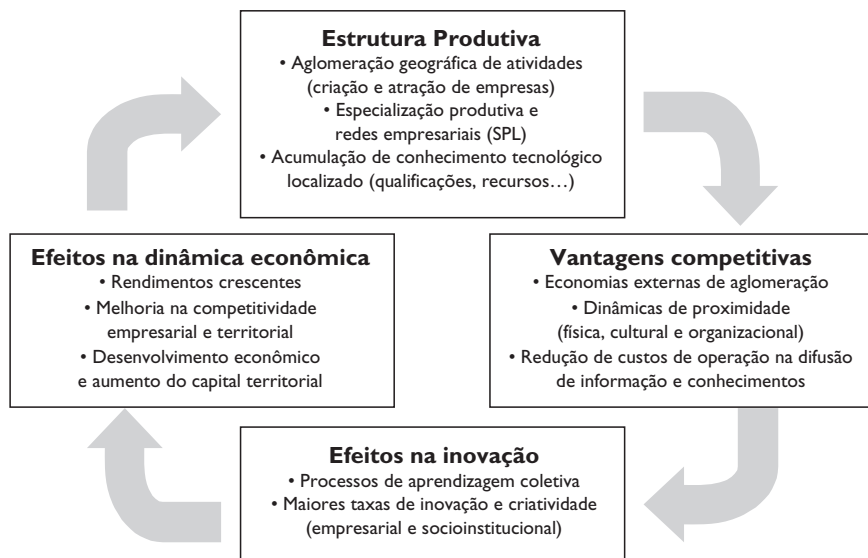 Estrutura Produtiva
• Aglomeração geográfica de atividades
(criação e atração de empresas)
• Especialização produtiva e
redes empresariais (SPL)
• Acumulação de conhecimento tecnológico
localizado (qualificações, recursos…)
Efeitos na dinâmica econômica
• Rendimentos crescentes
• Melhoria na competitividade
empresarial e territorial
• Desenvolvimento econômico
e aumento do capital territorial
Vantagens competitivas
• Economias externas de aglomeração
• Dinâmicas de proximidade
(física, cultural e organizacional)
• Redução de custos de operação na difusão
de informação e conhecimentos
Efeitos na inovação
• Processos de aprendizagem coletiva
• Maiores taxas de inovação e criatividade
(empresarial e socioinstitucional)